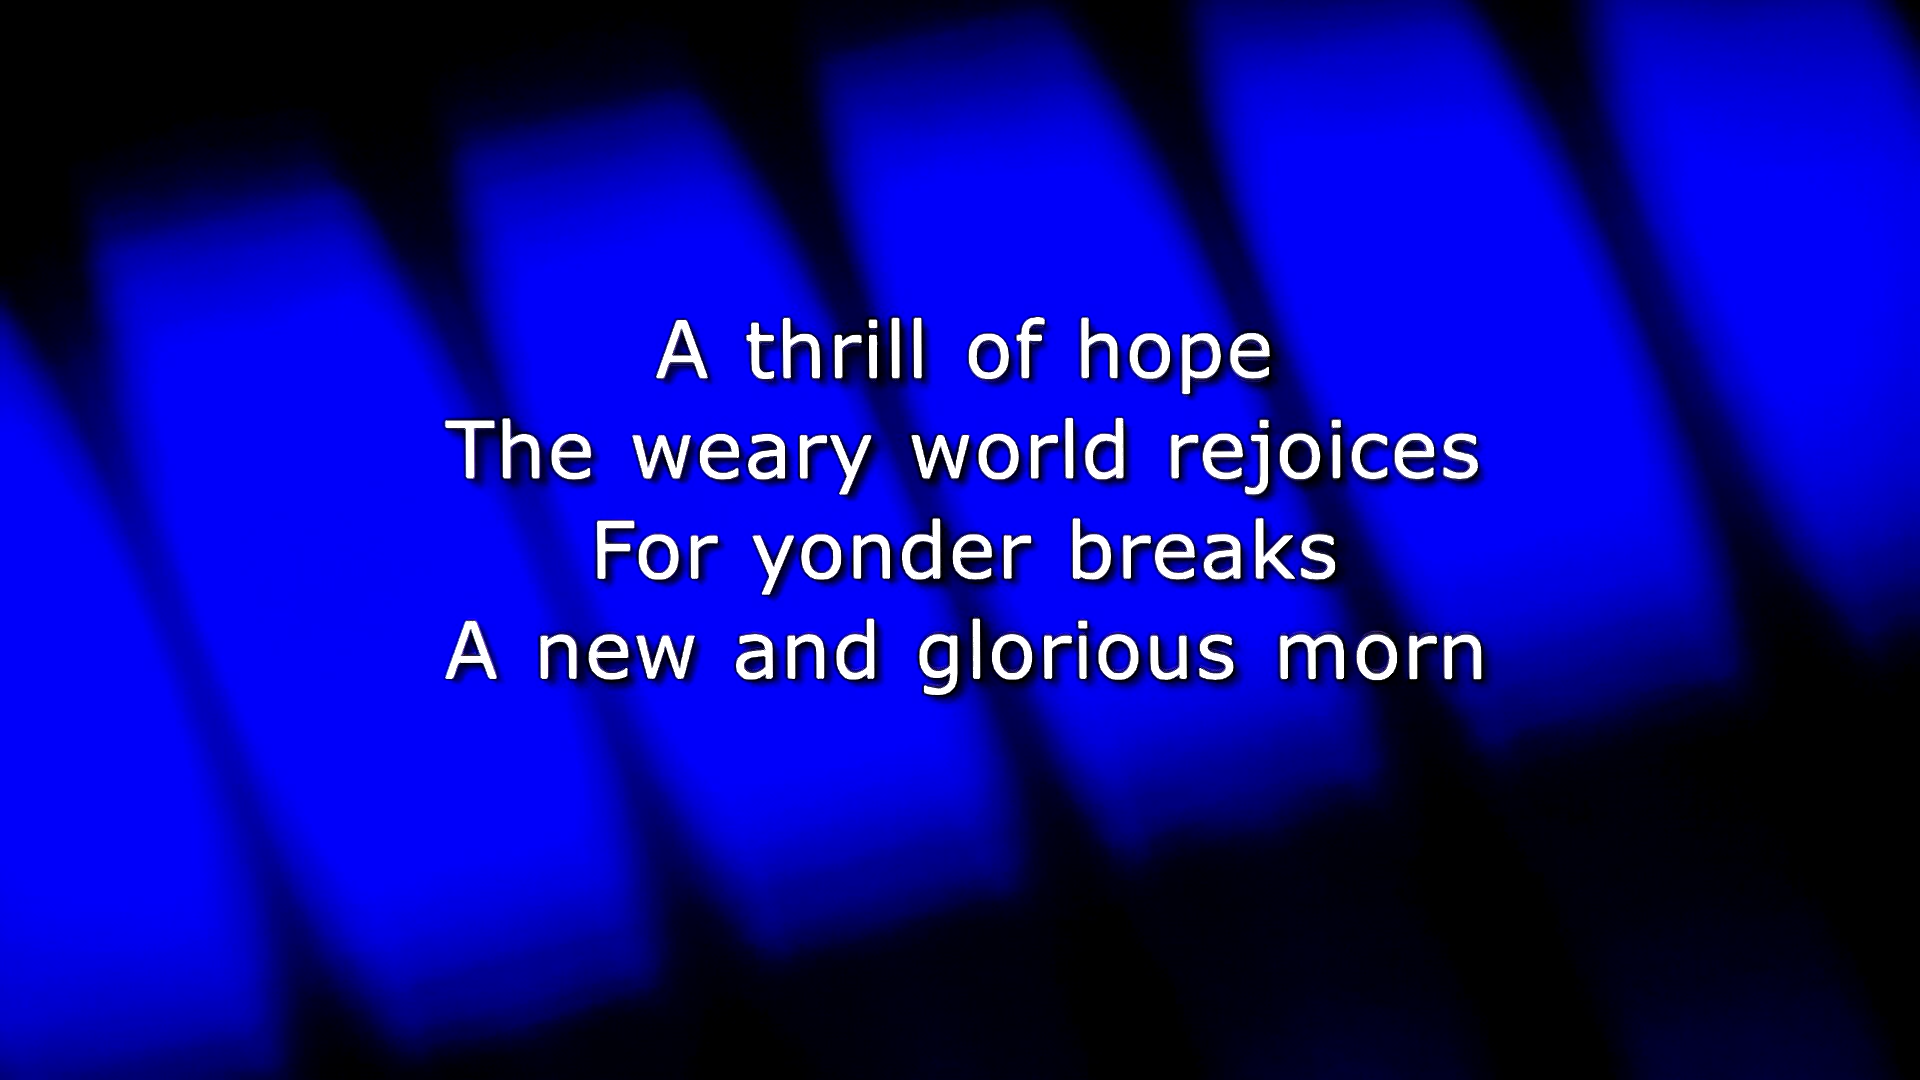 A thrill of hope
The weary world rejoices
For yonder breaks
A new and glorious morn